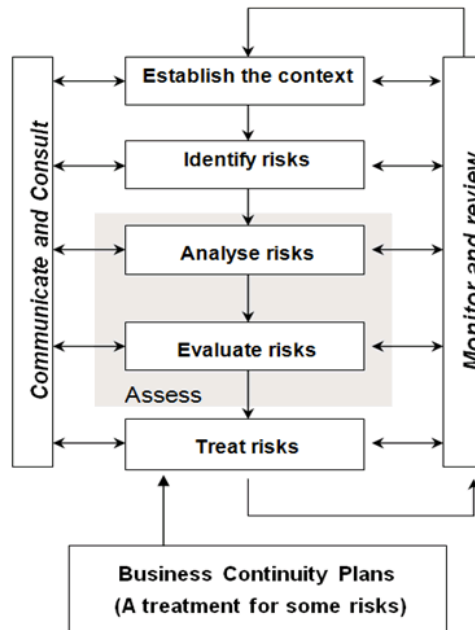 Establish the context
Identify risks
Analyse risks
Evaluate risks
Assess
Treat risks
Communicate and Consult
Monitor and review
Business Continuity Plans
(A treatment for some risks)